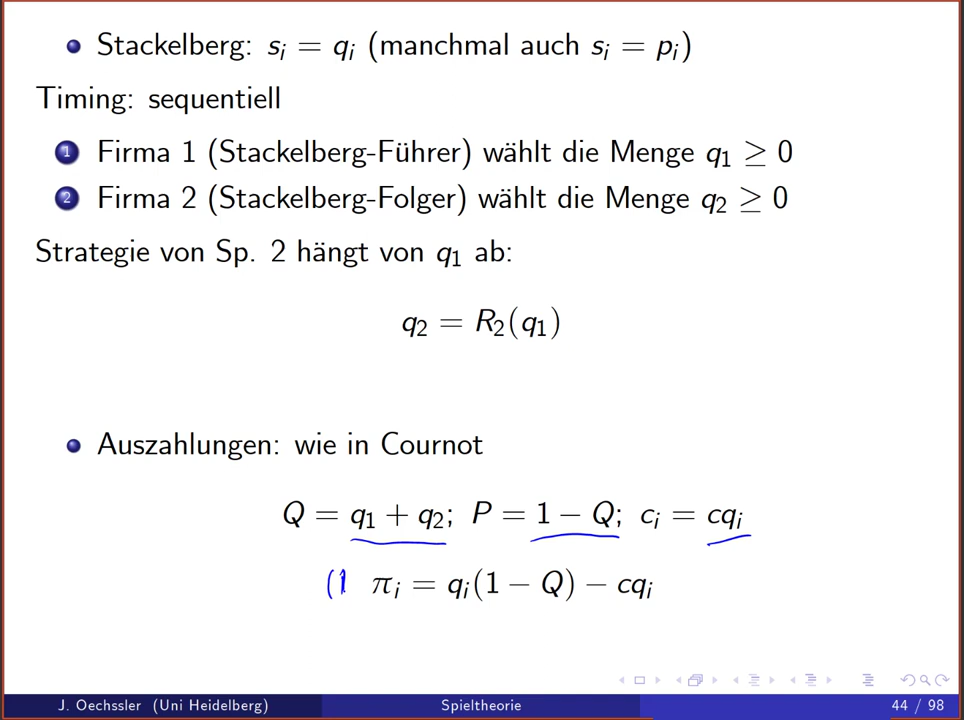 Stackelberg: sᵢ = qᵢ (manchmal auch sᵢ = pᵢ)
Timing: sequentiell
1 Firma 1 (Stackelberg-Führer) wählt die Menge q₁ ≥ 0
2 Firma 2 (Stackelberg-Folger) wählt die Menge q₂ ≥ 0
Strategie von Sp. 2 hängt von q₁ ab:
q₂ = R₂(q₁)
Auszahlungen: wie in Cournot
Q = q₁ + q₂; P = 1 − Q; cᵢ = cqᵢ
(1 πᵢ = qᵢ(1 − Q) − cqᵢ
J. Oechssler (Uni Heidelberg) Spieltheorie 44 / 98